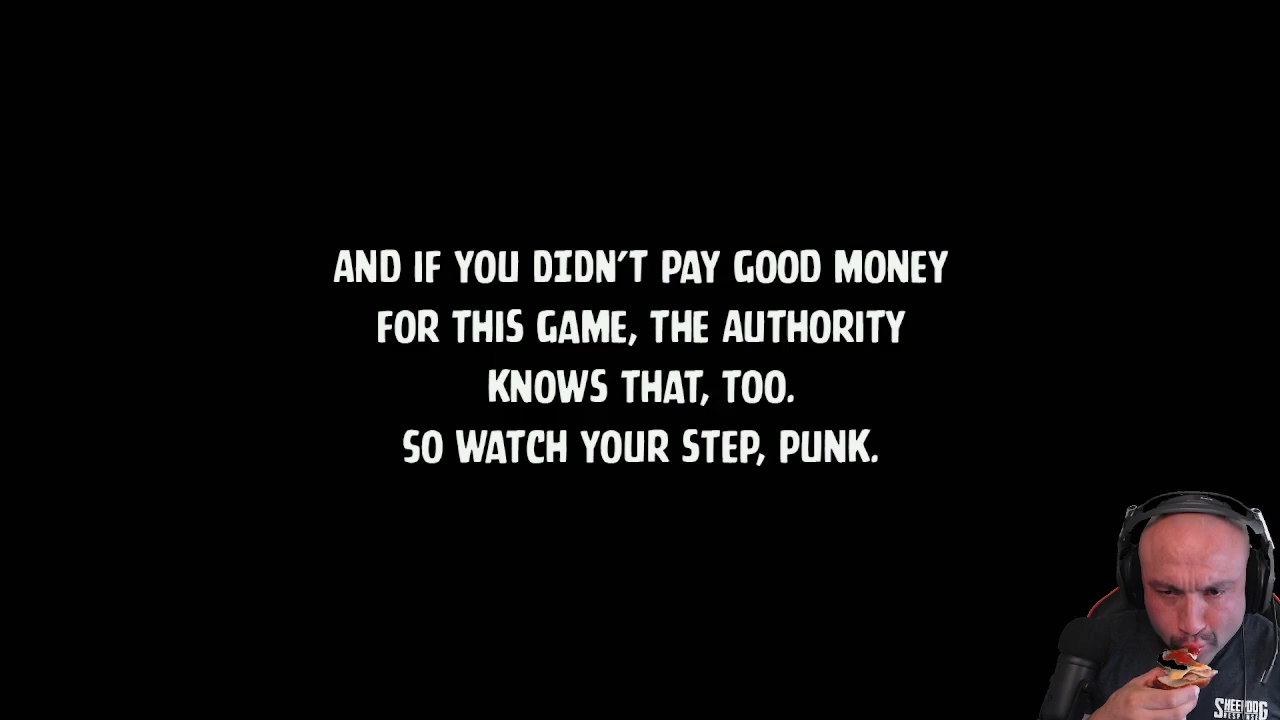 AND IF YOU DIDN'T PAY GOOD MONEY
FOR THIS GAME, THE AUTHORITY
KNOWS THAT, TOO.
SO WATCH YOUR STEP, PUNK.
SHEEPDOG